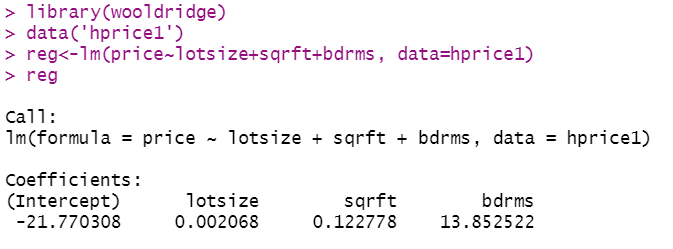 > library(wooldridge)
> data('hprice1')
> reg<-lm(price~lotsize+sqrft+bdrms, data=hprice1)
> reg
Call:
lm(formula = price ~ lotsize + sqrft + bdrms, data = hprice1)
Coefficients:
(Intercept)      lotsize        sqrft        bdrms
 -21.770308     0.002068     0.122778    13.852522